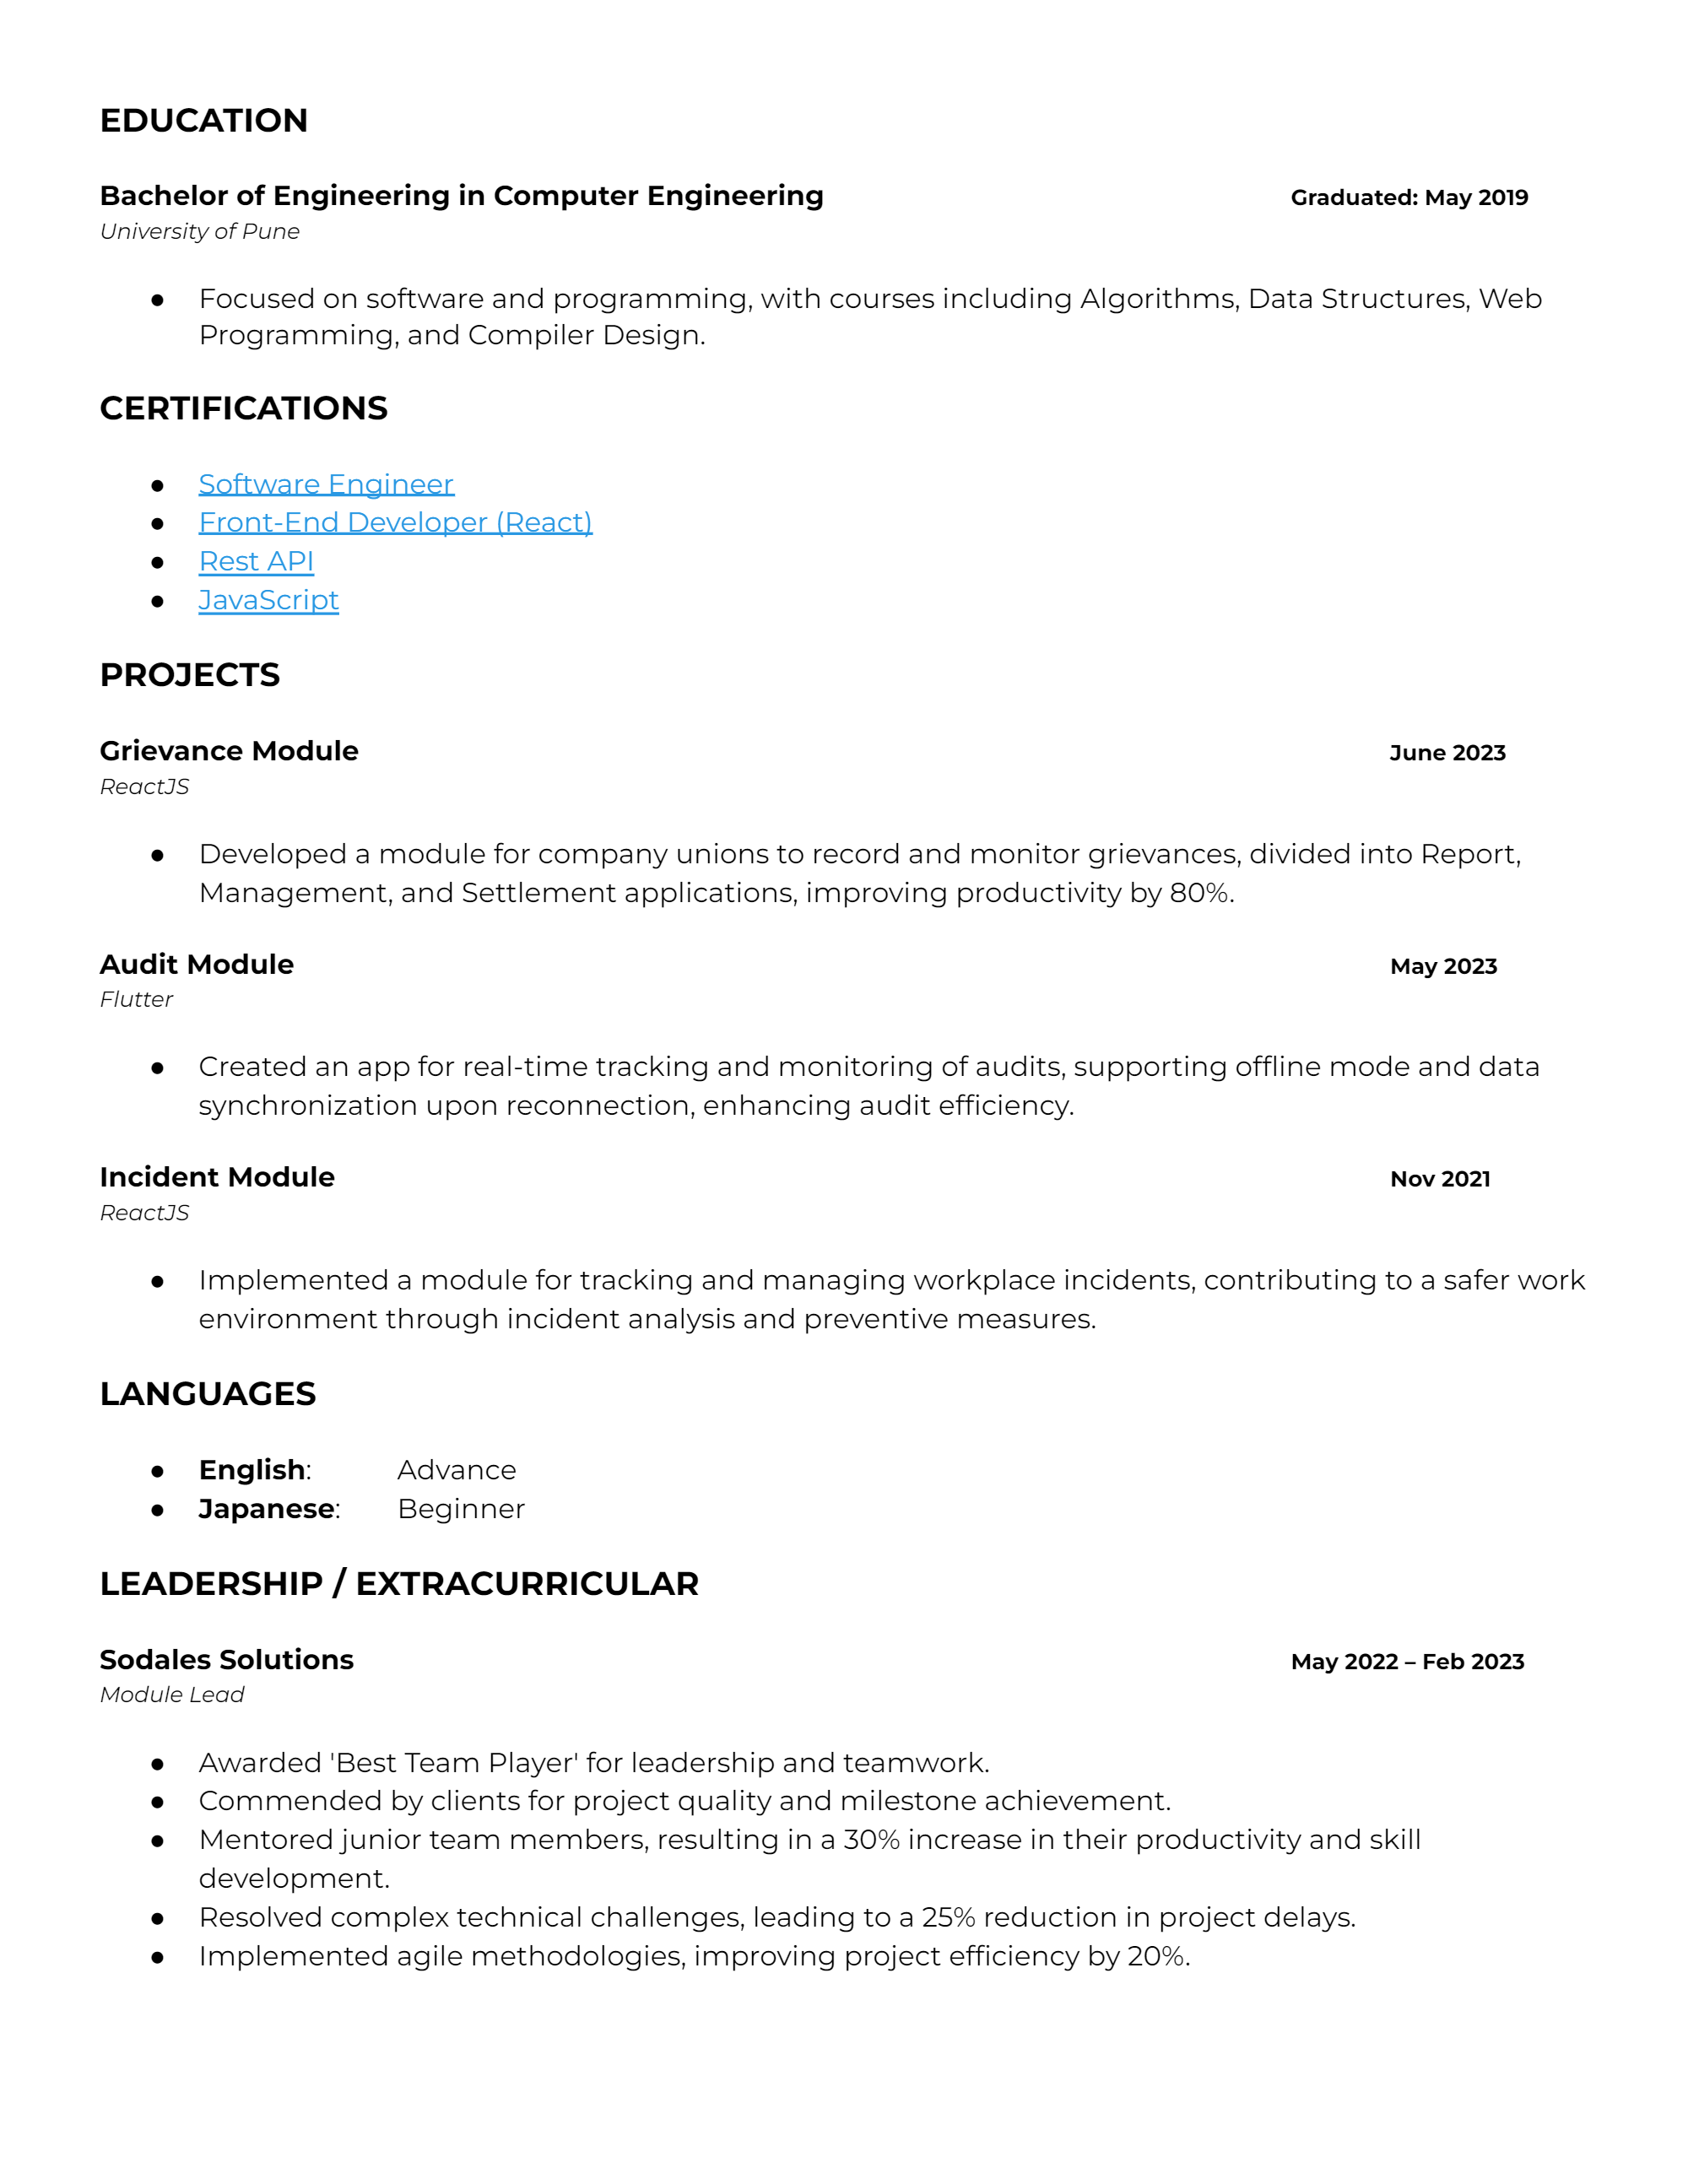 EDUCATION
Bachelor of Engineering in Computer Engineering Graduated: May 2019
University of Pune
● Focused on software and programming, with courses including Algorithms, Data Structures, Web
Programming, and Compiler Design.
CERTIFICATIONS
● Software Engineer
● Front-End Developer (React)
● Rest API
● JavaScript
PROJECTS
Grievance Module June 2023
ReactJS
● Developed a module for company unions to record and monitor grievances, divided into Report,
Management, and Settlement applications, improving productivity by 80%.
Audit Module May 2023
Flutter
● Created an app for real-time tracking and monitoring of audits, supporting offline mode and data
synchronization upon reconnection, enhancing audit efficiency.
Incident Module Nov 2021
ReactJS
● Implemented a module for tracking and managing workplace incidents, contributing to a safer work
environment through incident analysis and preventive measures.
LANGUAGES
● English: Advance
● Japanese: Beginner
LEADERSHIP / EXTRACURRICULAR
Sodales Solutions May 2022 – Feb 2023
Module Lead
● Awarded 'Best Team Player' for leadership and teamwork.
● Commended by clients for project quality and milestone achievement.
● Mentored junior team members, resulting in a 30% increase in their productivity and skill
development.
● Resolved complex technical challenges, leading to a 25% reduction in project delays.
● Implemented agile methodologies, improving project efficiency by 20%.